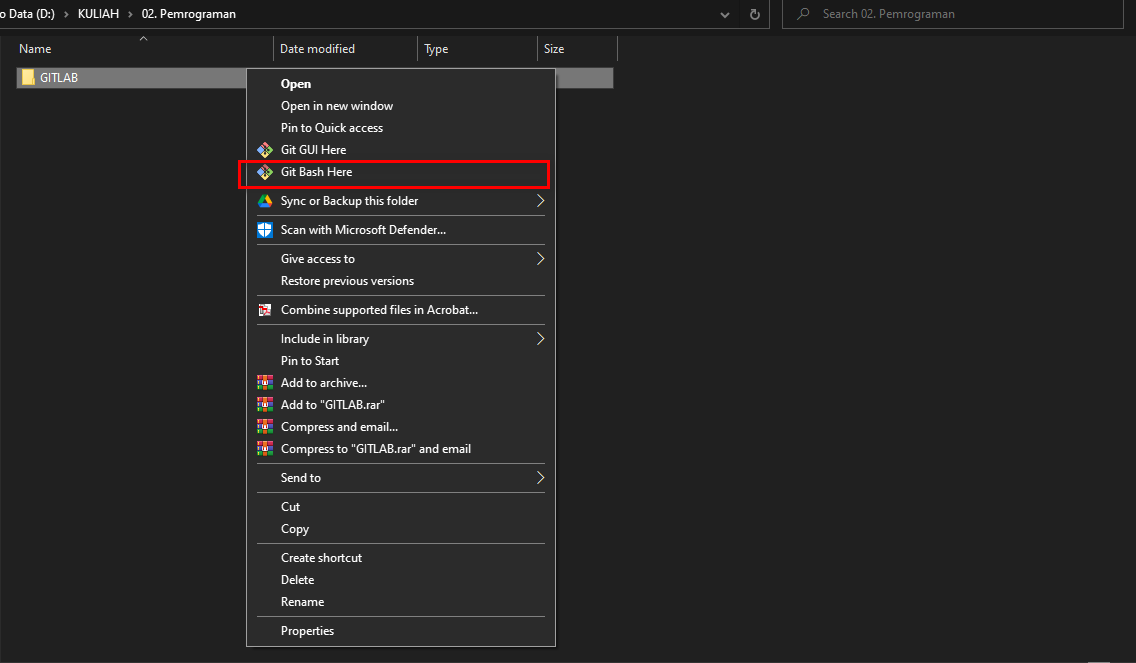 o Data (D:) › KULIAH › 02. Pemrograman
Search 02. Pemrograman
Name Date modified Type Size
GITLAB
Open
Open in new window
Pin to Quick access
Git GUI Here
Git Bash Here
Sync or Backup this folder
Scan with Microsoft Defender...
Give access to
Restore previous versions
Combine supported files in Acrobat...
Include in library
Pin to Start
Add to archive...
Add to "GITLAB.rar"
Compress and email...
Compress to "GITLAB.rar" and email
Send to
Cut
Copy
Create shortcut
Delete
Rename
Properties